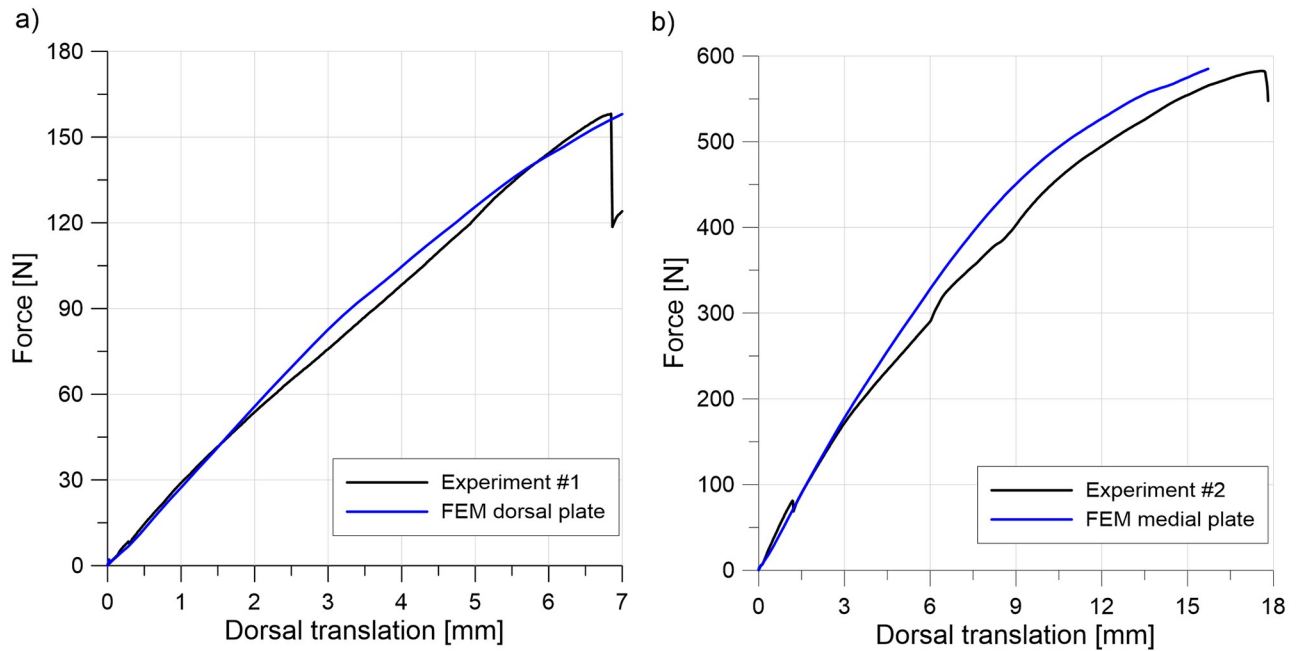 a)
180
150
120
90
60
30
0
Force [N]
0 1 2 3 4 5 6 7
Dorsal translation [mm]
Experiment #1
FEM dorsal plate
b)
600
500
400
300
200
100
0
Force [N]
0 3 6 9 12 15 18
Dorsal translation [mm]
Experiment #2
FEM medial plate